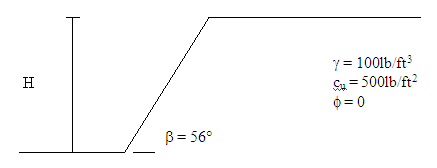 γ = 100lb/ft³
H
cᵤ = 500lb/ft²
ϕ = 0
β = 56°